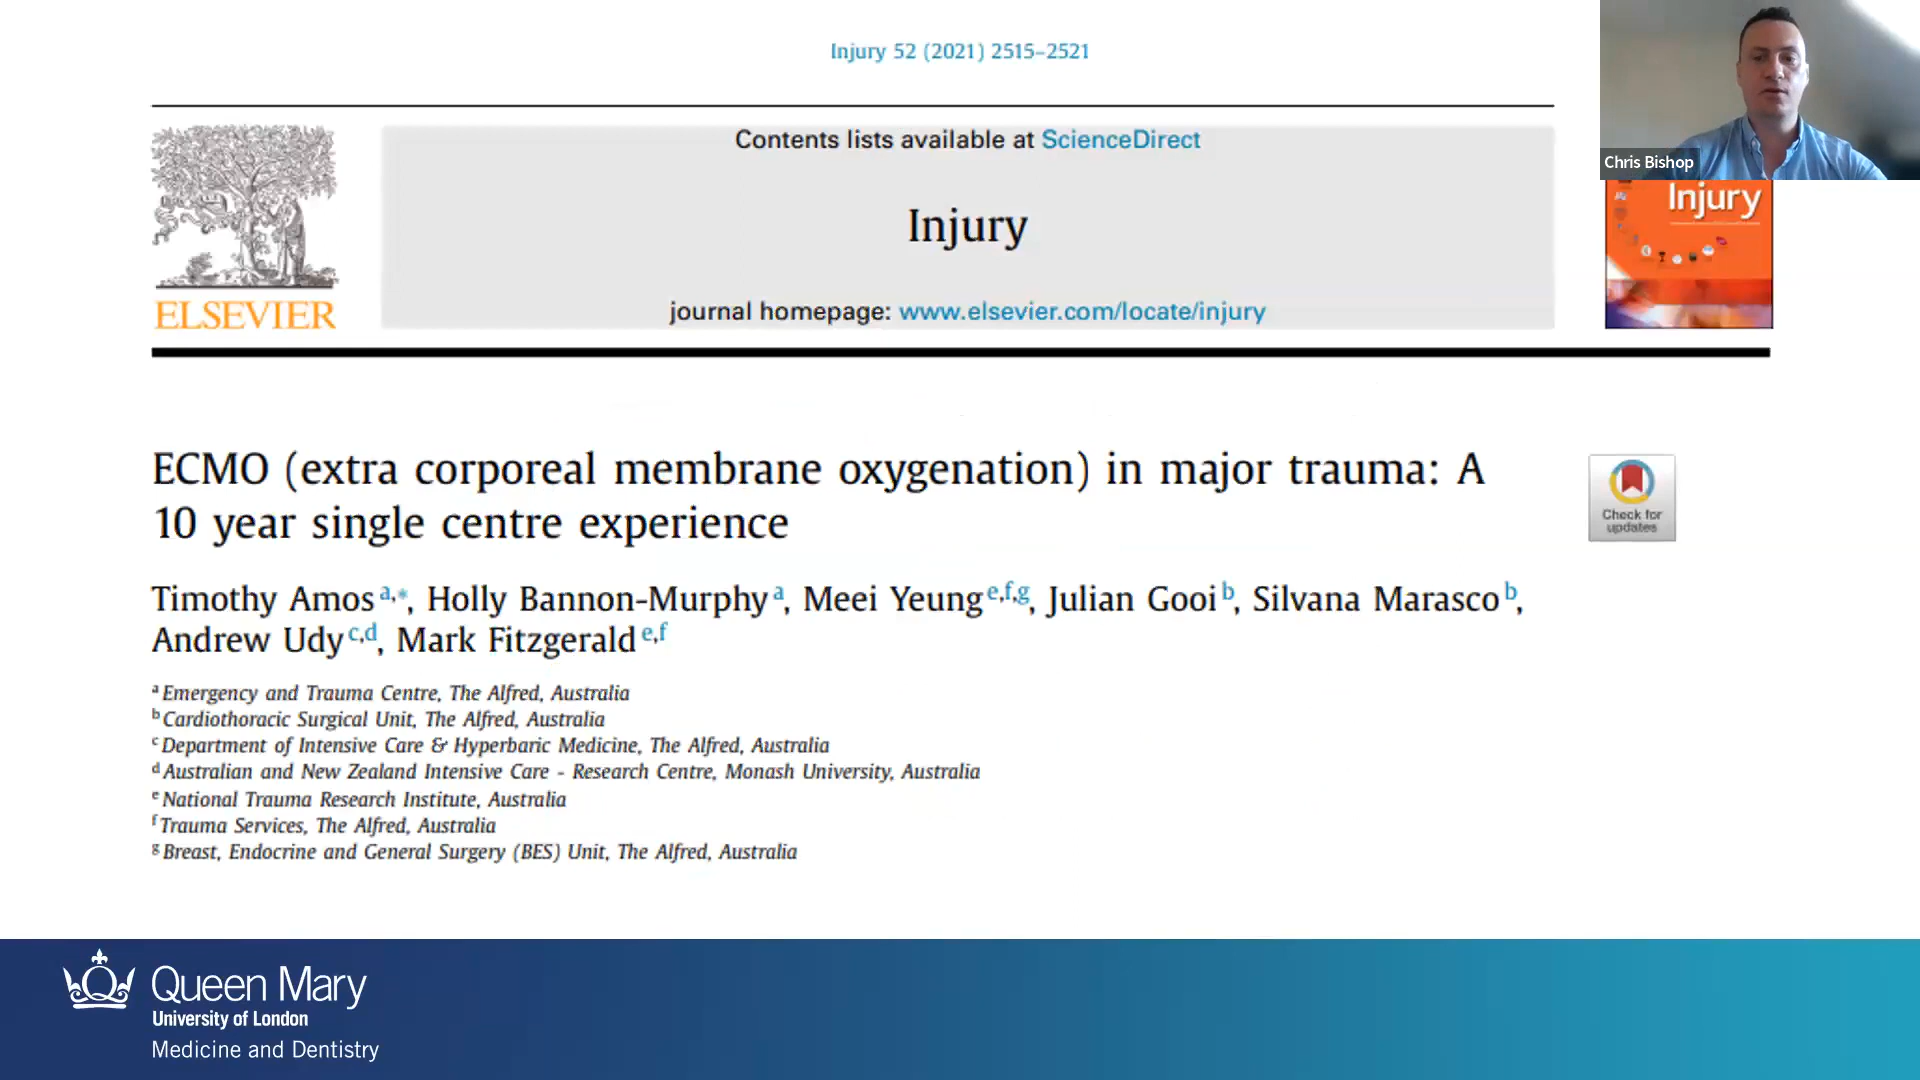 Injury 52 (2021) 2515–2521
Contents lists available at ScienceDirect
Injury
journal homepage: www.elsevier.com/locate/injury
ELSEVIER
Chris Bishop
Injury
ECMO (extra corporeal membrane oxygenation) in major trauma: A
10 year single centre experience
Check for
updates
Timothy Amos a,*, Holly Bannon-Murphy a, Meei Yeung e,f,g, Julian Gooi b, Silvana Marasco b,
Andrew Udy c,d, Mark Fitzgerald e,f
a Emergency and Trauma Centre, The Alfred, Australia
b Cardiothoracic Surgical Unit, The Alfred, Australia
c Department of Intensive Care & Hyperbaric Medicine, The Alfred, Australia
d Australian and New Zealand Intensive Care - Research Centre, Monash University, Australia
e National Trauma Research Institute, Australia
f Trauma Services, The Alfred, Australia
g Breast, Endocrine and General Surgery (BES) Unit, The Alfred, Australia
Queen Mary
University of London
Medicine and Dentistry